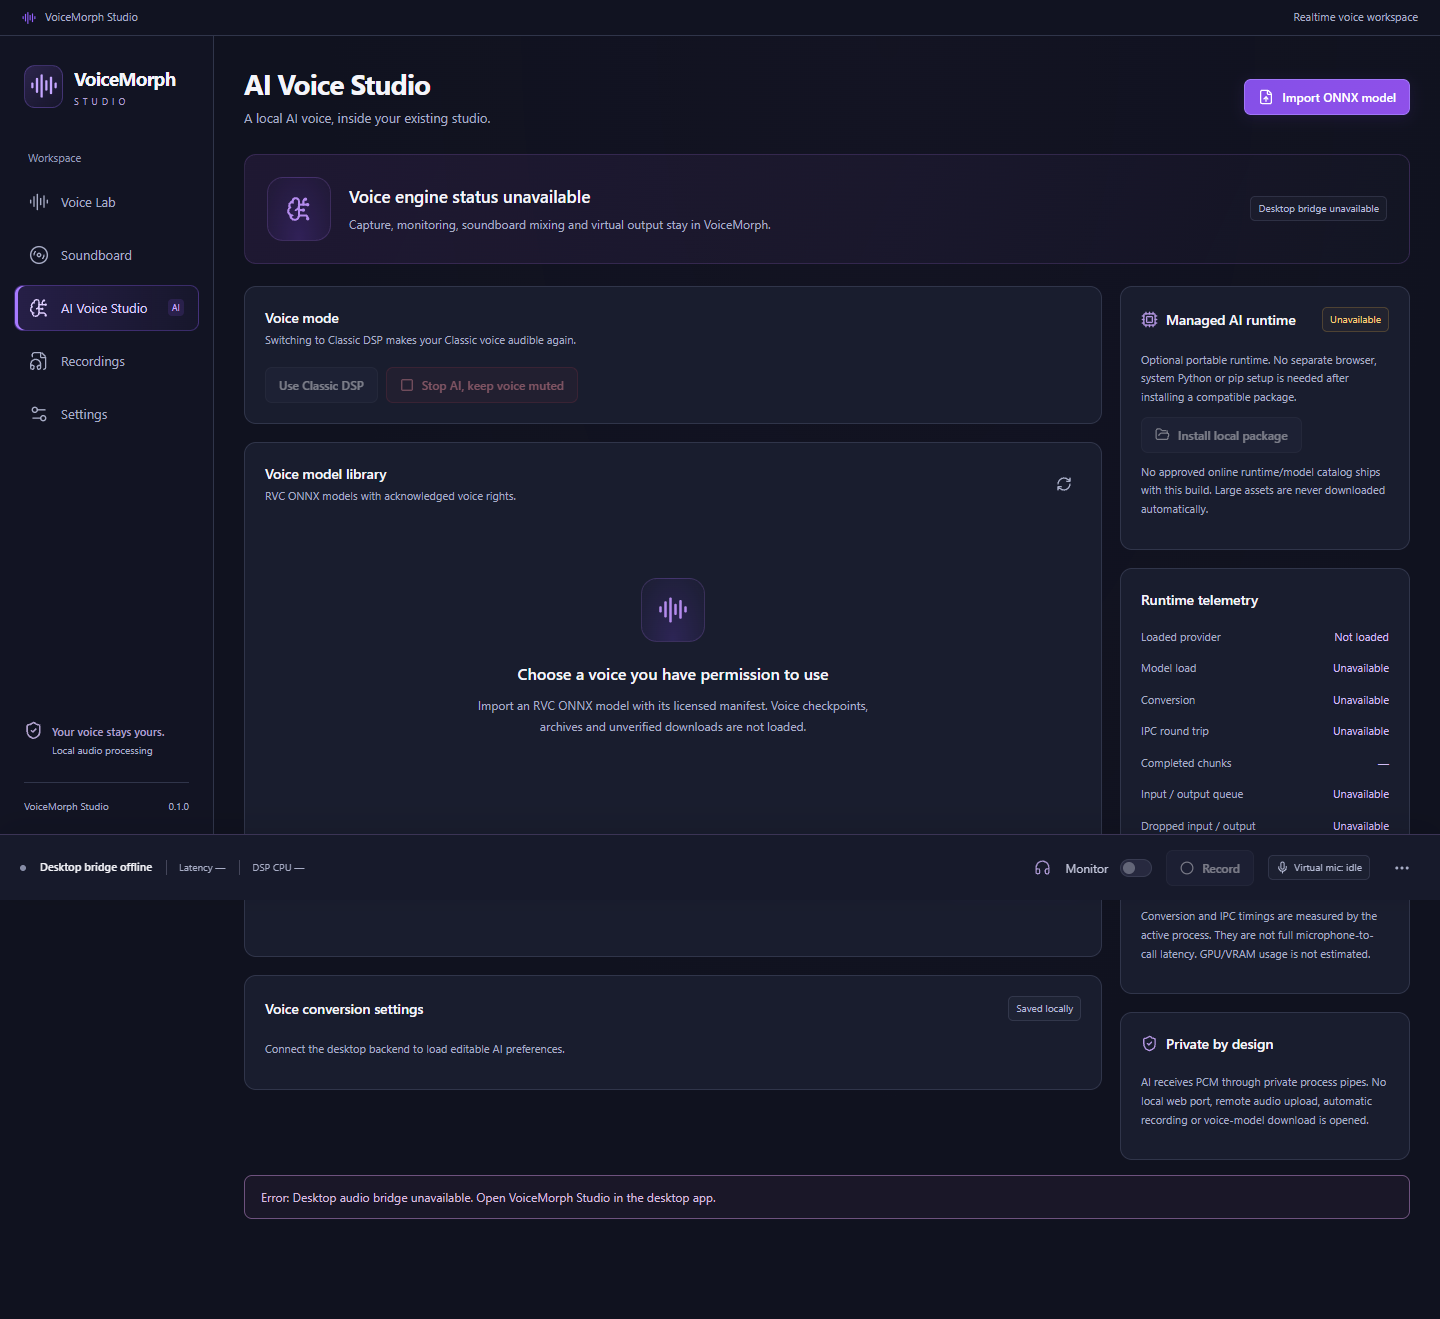 VoiceMorph Studio
Realtime voice workspace
VoiceMorph
STUDIO
Workspace
Voice Lab
Soundboard
AI Voice Studio
AI
Recordings
Settings
Your voice stays yours.
Local audio processing
VoiceMorph Studio
0.1.0
AI Voice Studio
A local AI voice, inside your existing studio.
Import ONNX model
Voice engine status unavailable
Capture, monitoring, soundboard mixing and virtual output stay in VoiceMorph.
Desktop bridge unavailable
Voice mode
Switching to Classic DSP makes your Classic voice audible again.
Use Classic DSP
Stop AI, keep voice muted
Voice model library
RVC ONNX models with acknowledged voice rights.
Choose a voice you have permission to use
Import an RVC ONNX model with its licensed manifest. Voice checkpoints,
archives and unverified downloads are not loaded.
Managed AI runtime
Unavailable
Optional portable runtime. No separate browser,
system Python or pip setup is needed after
installing a compatible package.
Install local package
No approved online runtime/model catalog ships
with this build. Large assets are never downloaded
automatically.
Runtime telemetry
Loaded provider
Not loaded
Model load
Unavailable
Conversion
Unavailable
IPC round trip
Unavailable
Completed chunks
—
Input / output queue
Unavailable
Dropped input / output
Unavailable
Desktop bridge offline
Latency —
DSP CPU —
Monitor
Record
Virtual mic: idle
Conversion and IPC timings are measured by the
active process. They are not full microphone-to-
call latency. GPU/VRAM usage is not estimated.
Voice conversion settings
Saved locally
Connect the desktop backend to load editable AI preferences.
Private by design
AI receives PCM through private process pipes. No
local web port, remote audio upload, automatic
recording or voice-model download is opened.
Error: Desktop audio bridge unavailable. Open VoiceMorph Studio in the desktop app.